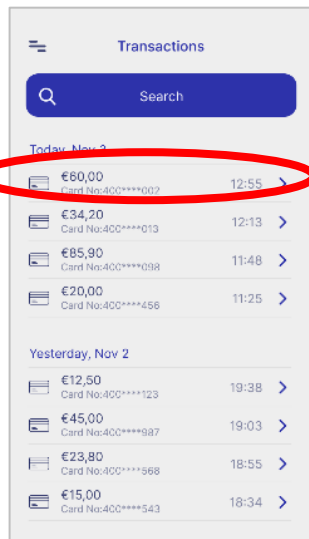 Transactions
Search
Today, Nov 3
€60,00
Card No:400****002
12:55
€34,20
Card No:400****013
12:13
€85,90
Card No:400****098
11:48
€20,00
Card No:400****456
11:25
Yesterday, Nov 2
€12,50
Card No:400****123
19:38
€45,00
Card No:400****987
19:03
€23,80
Card No:400****568
18:55
€15,00
Card No:400****543
18:34